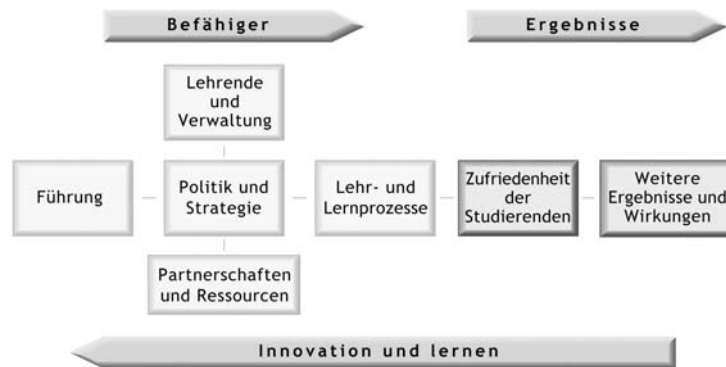 Befähiger
Ergebnisse
Lehrende
und
Verwaltung
Führung
Politik und
Strategie
Lehr- und
Lernprozesse
Zufriedenheit
der
Studierenden
Weitere
Ergebnisse und
Wirkungen
Partnerschaften
und Ressourcen
Innovation und lernen